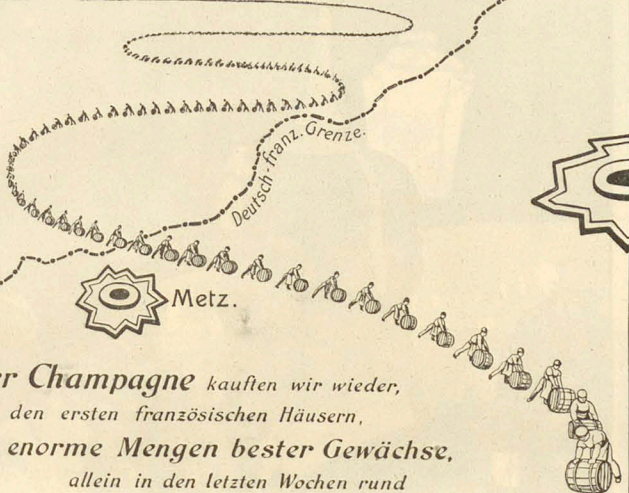 Deutsch-franz. Grenze.
Metz.
er Champagne kauften wir wieder,
den ersten französischen Häusern,
enorme Mengen bester Gewächse,
allein in den letzten Wochen rund